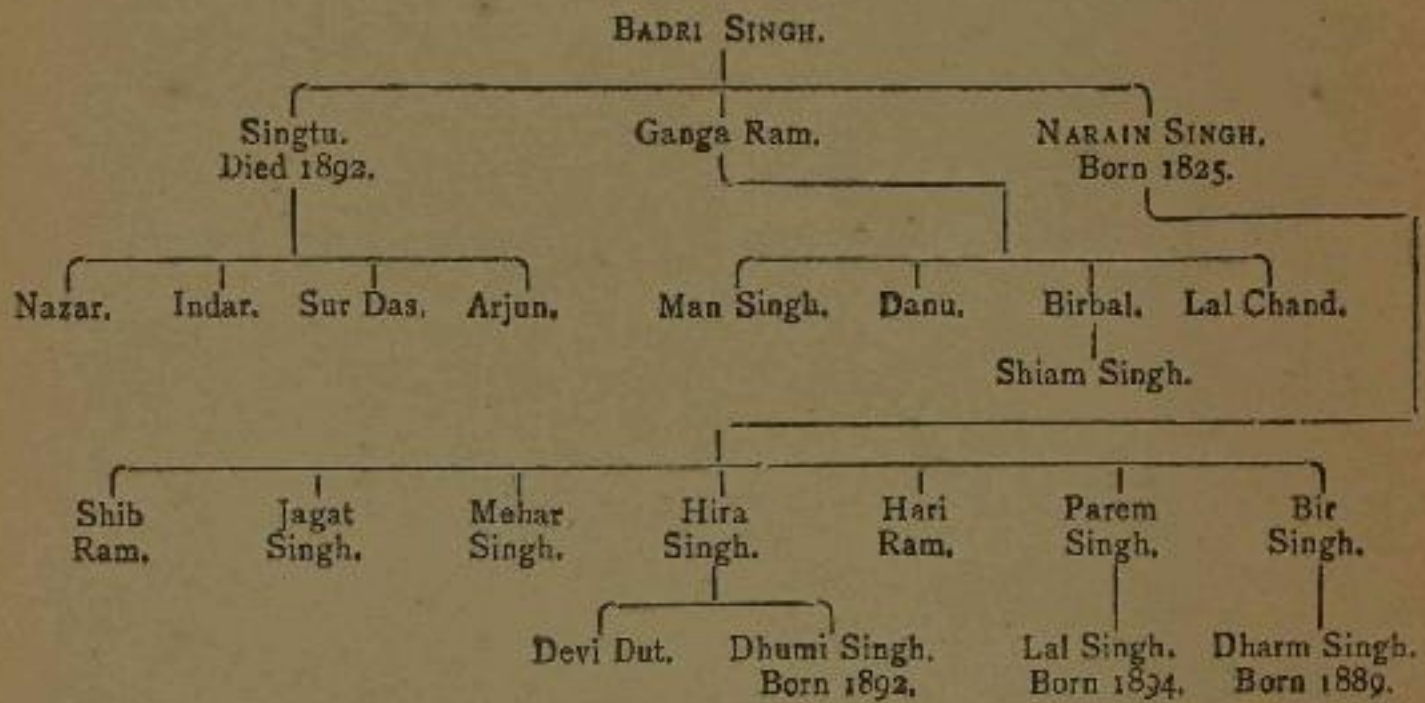 BADRI SINGH.
Singtu.
Died 1892.
Ganga Ram.
NARAIN SINGH.
Born 1825.
Nazar. Indar. Sur Das. Arjun. Man Singh. Danu. Birbal. Lal Chand.
Shiam Singh.
Shib
Ram.
Jagat
Singh.
Mehar
Singh.
Hira
Singh.
Hari
Ram.
Parem
Singh.
Bir
Singh.
Devi Dut.
Dhumi Singh.
Born 1892.
Lal Singh.
Born 1894.
Dharm Singh.
Born 1889.